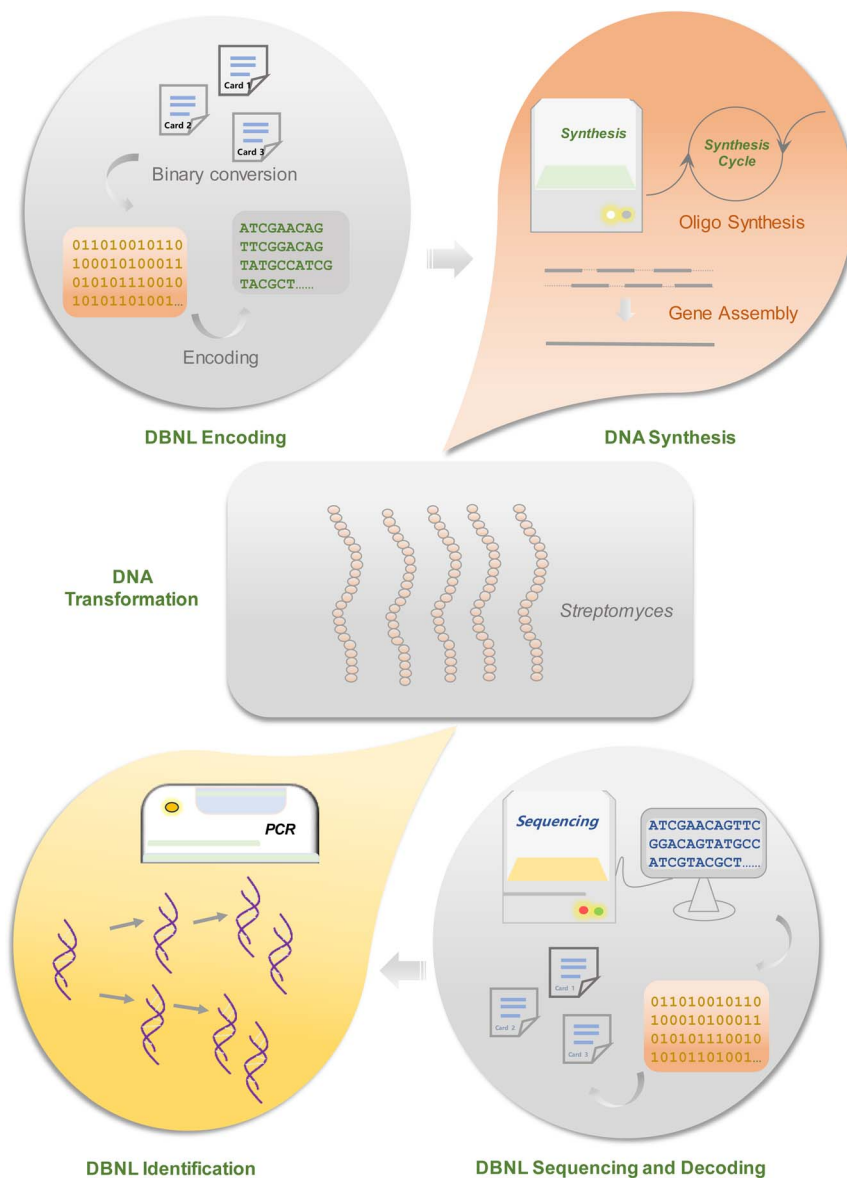 Card 1
Card 2
Card 3
Binary conversion
011010010110
100010100011
010101110010
10101101001...
ATCGAACAG
TTCGGACAG
TATGCCATCG
TACGCT......
Encoding
DBNL Encoding
Synthesis
Synthesis
Cycle
Oligo Synthesis
Gene Assembly
DNA Synthesis
DNA
Transformation
Streptomyces
PCR
DBNL Identification
Sequencing
ATCGAACAGTTC
GGACAGTATGCC
ATCGTACGCT......
Card 1
Card 2
Card 3
011010010110
100010100011
010101110010
10101101001...
DBNL Sequencing and Decoding